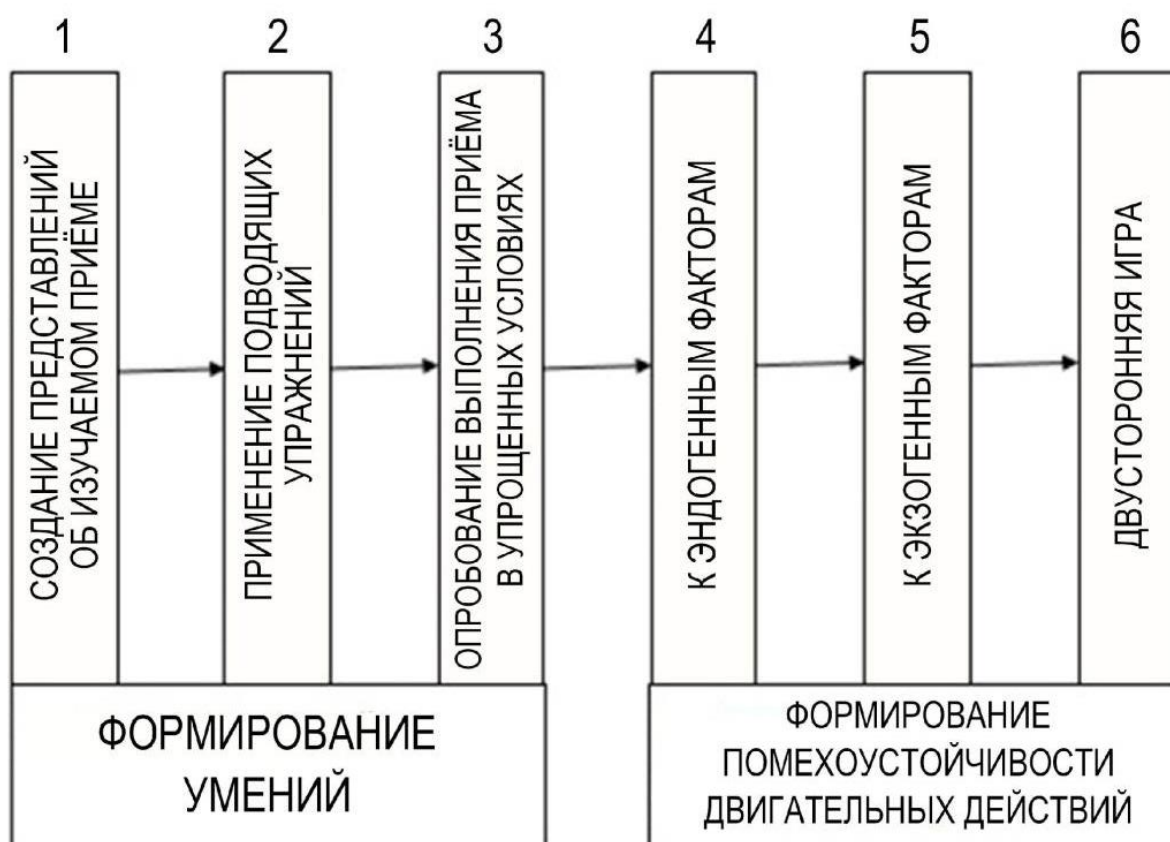 1
2
3
4
5
6
СОЗДАНИЕ ПРЕДСТАВЛЕНИЙ
ОБ ИЗУЧАЕМОМ ПРИЁМЕ
ПРИМЕНЕНИЕ ПОДВОДЯЩИХ
УПРАЖНЕНИЙ
ОПРОБОВАНИЕ ВЫПОЛНЕНИЯ ПРИЁМА
В УПРОЩЕННЫХ УСЛОВИЯХ
К ЭНДОГЕННЫМ ФАКТОРАМ
К ЭКЗОГЕННЫМ ФАКТОРАМ
ДВУСТОРОННЯЯ ИГРА
ФОРМИРОВАНИЕ
УМЕНИЙ
ФОРМИРОВАНИЕ
ПОМЕХОУСТОЙЧИВОСТИ
ДВИГАТЕЛЬНЫХ ДЕЙСТВИЙ